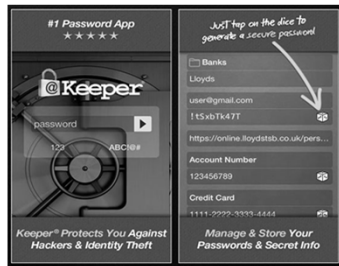 #1 Password App
@Keeper
password
123 ABC!@#
Keeper® Protects You Against
Hackers & Identity Theft
Just tap on the dice to
generate a secure password
Banks
Lloyds
user@gmail.com
!tSxbTk47T
https://online.lloydstsb.co.uk/pers...
Account Number
123456789
Credit Card
1111-2222-3333-4444
Manage & Store Your
Passwords & Secret Info